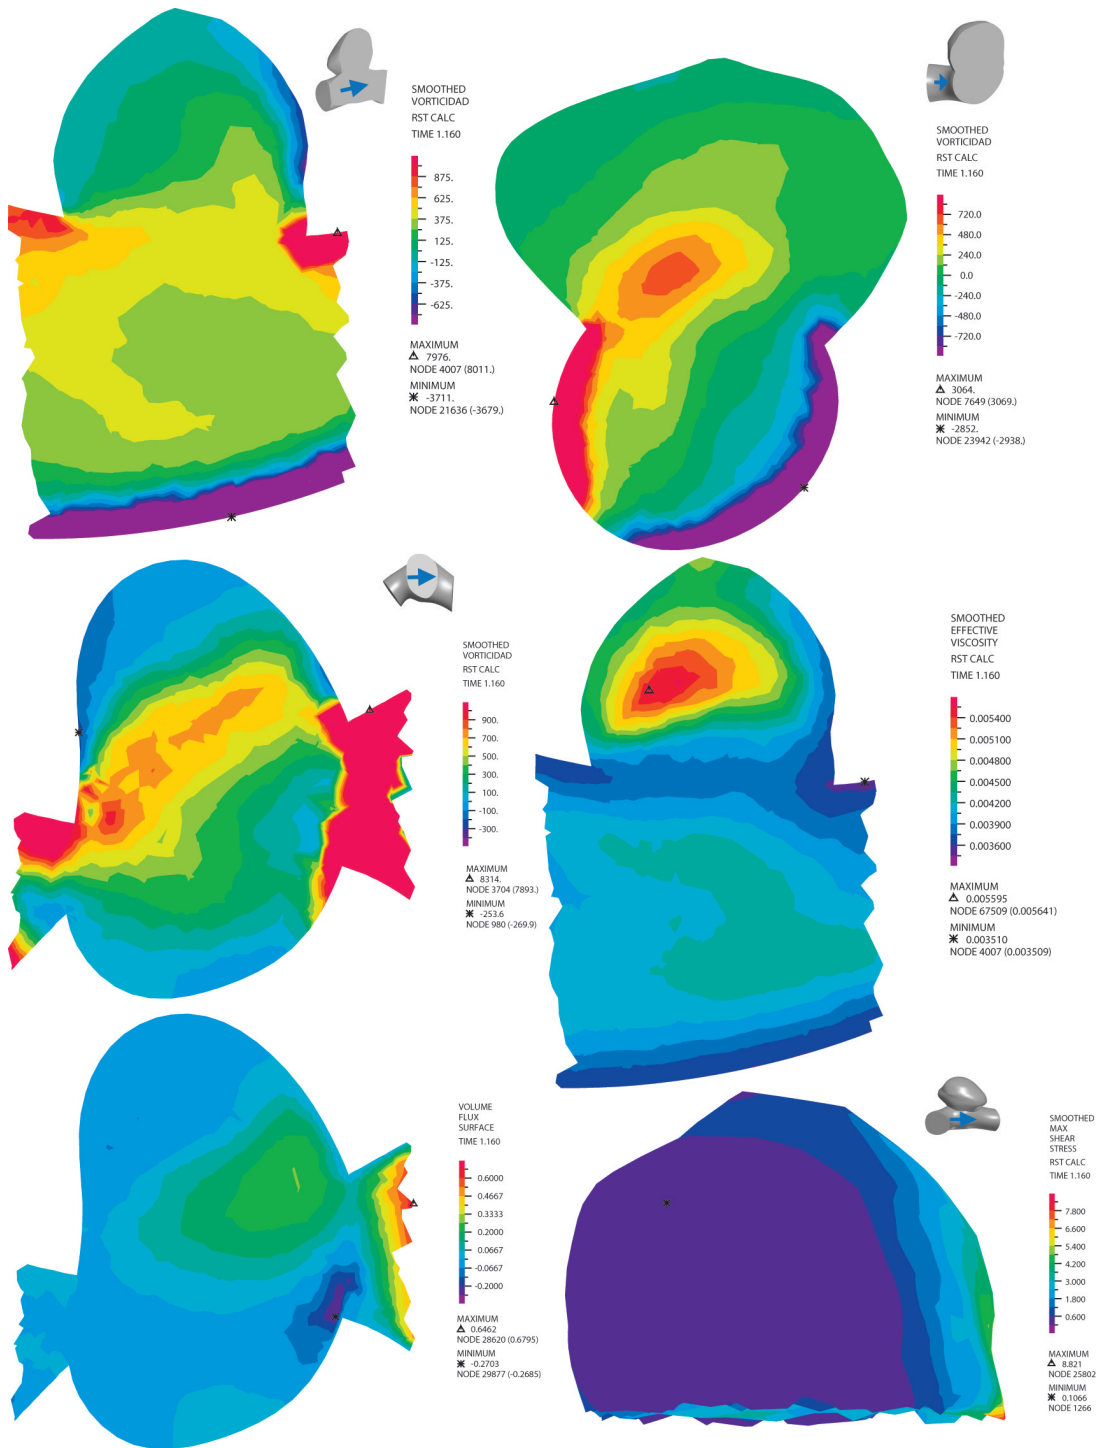 SMOOTHED
VORTICIDAD
RST CALC
TIME 1.160
875.
625.
375.
125.
-125.
-375.
-625.
MAXIMUM
7976.
NODE 4007 (8011.)
MINIMUM
-3711.
NODE 21636 (-3679.)
SMOOTHED
VORTICIDAD
RST CALC
TIME 1.160
720.0
480.0
240.0
0.0
-240.0
-480.0
-720.0
MAXIMUM
3064.
NODE 7649 (3069.)
MINIMUM
-2852.
NODE 23942 (-2938.)
SMOOTHED
VORTICIDAD
RST CALC
TIME 1.160
900.
700.
500.
300.
100.
-100.
-300.
MAXIMUM
8314.
NODE 3704 (7893.)
MINIMUM
-253.6
NODE 980 (-269.9)
SMOOTHED
EFFECTIVE
VISCOSITY
RST CALC
TIME 1.160
0.005400
0.005100
0.004800
0.004500
0.004200
0.003900
0.003600
MAXIMUM
0.005595
NODE 67509 (0.005641)
MINIMUM
0.003510
NODE 4007 (0.003509)
VOLUME
FLUX
SURFACE
TIME 1.160
0.6000
0.4667
0.3333
0.2000
0.0667
-0.0667
-0.2000
MAXIMUM
0.6462
NODE 28620 (0.6795)
MINIMUM
-0.2703
NODE 29877 (-0.2685)
SMOOTHED
MAX
SHEAR
STRESS
RST CALC
TIME 1.160
7.800
6.600
5.400
4.200
3.000
1.800
0.600
MAXIMUM
8.821
NODE 25802
MINIMUM
0.1066
NODE 1266